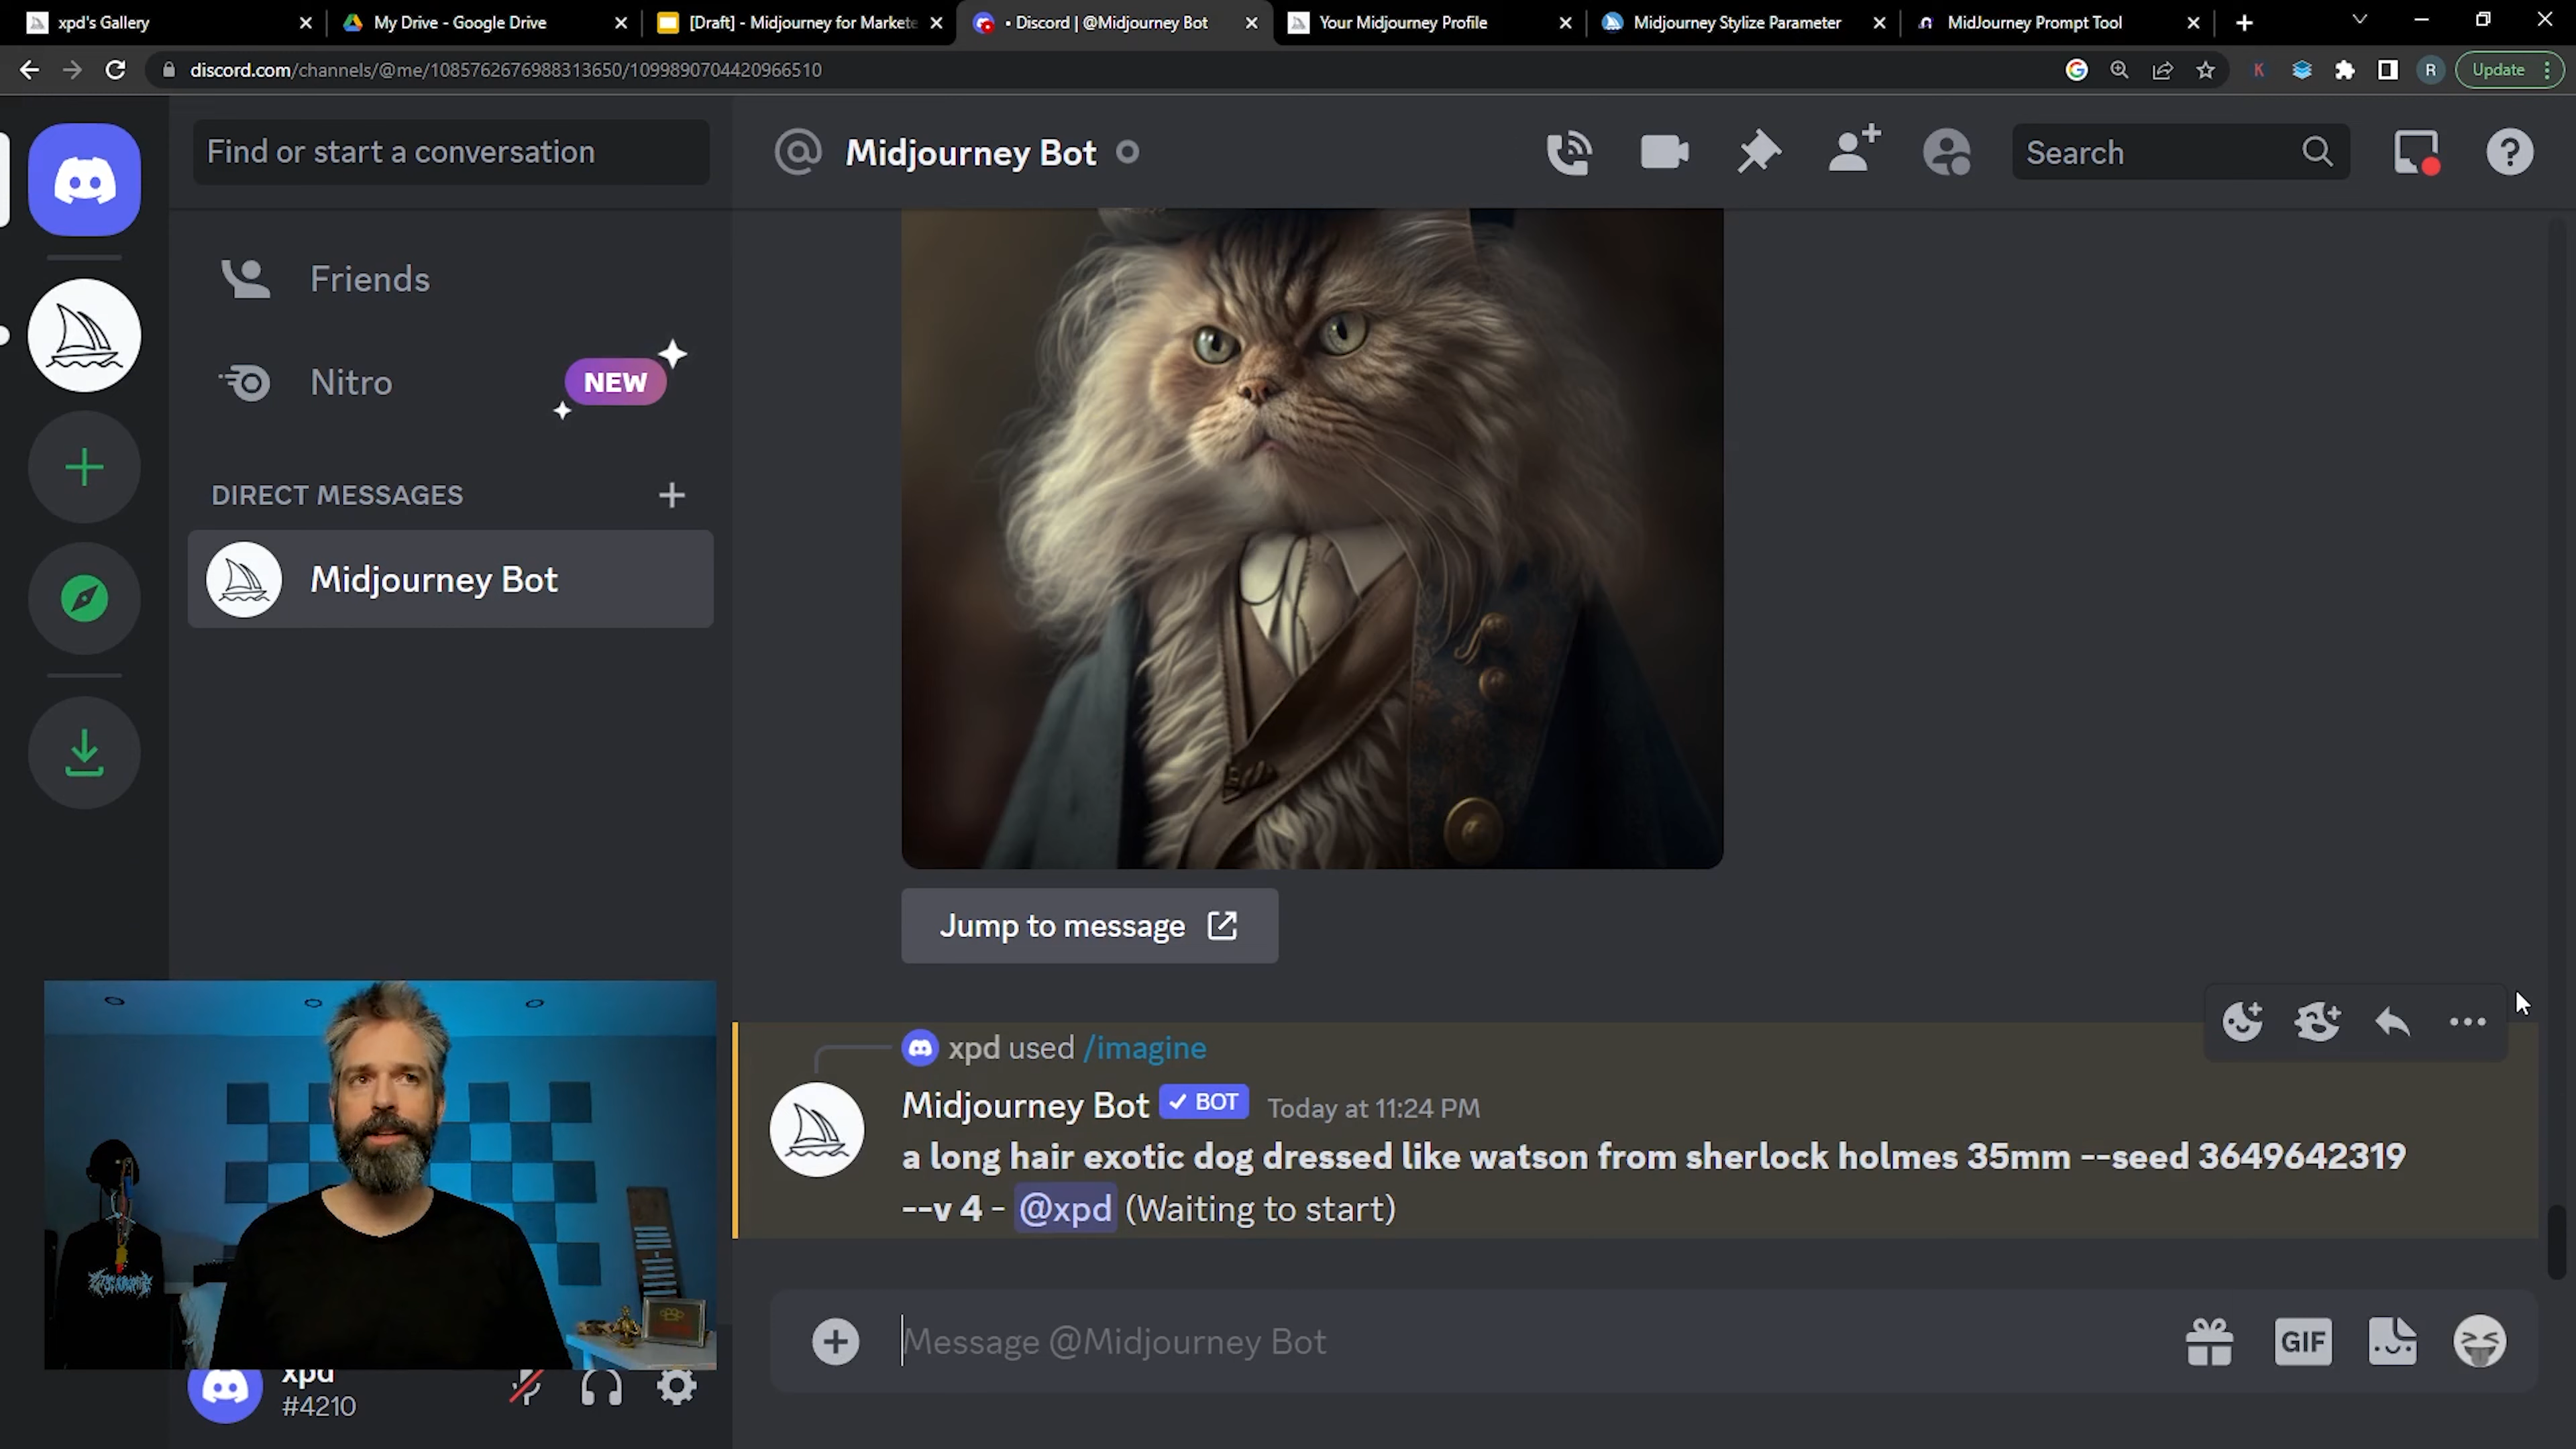 xpd's Gallery
My Drive - Google Drive
[Draft] - Midjourney for Markete
• Discord | @Midjourney Bot
Your Midjourney Profile
Midjourney Stylize Parameter
MidJourney Prompt Tool
discord.com/channels/@me/1085762676988313650/1099890704420966510
K
R
Update
Find or start a conversation
Midjourney Bot
Search
Friends
Nitro
NEW
DIRECT MESSAGES
Midjourney Bot
Jump to message
xpd used /imagine
Midjourney Bot ✓ BOT Today at 11:24 PM
a long hair exotic dog dressed like watson from sherlock holmes 35mm --seed 3649642319
--v 4 - @xpd (Waiting to start)
Message @Midjourney Bot
GIF
xpd
#4210